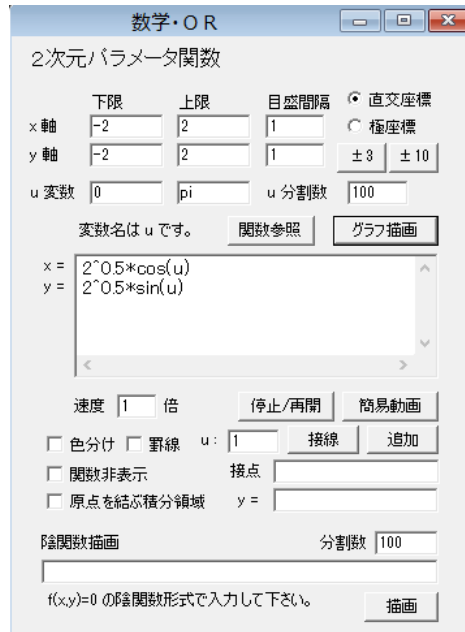 数学・OR
2次元パラメータ関数
下限 上限 目盛間隔 直交座標
x軸 -2 2 1 極座標
y軸 -2 2 1 ±3 ±10
u変数 0 pi u分割数 100
変数名はuです。 関数参照 グラフ描画
x = 2^0.5*cos(u)
y = 2^0.5*sin(u)
速度 1 倍 停止/再開 簡易動画
色分け 罫線 u: 1 接線 追加
関数非表示 接点
原点を結ぶ積分領域 y =
陰関数描画 分割数 100
f(x,y)=0 の陰関数形式で入力して下さい。 描画